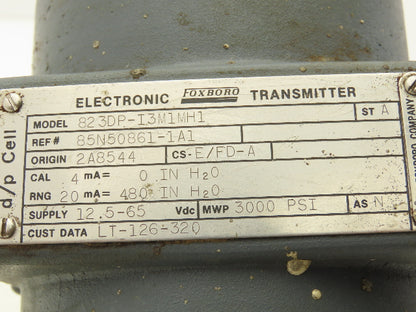 ELECTRONIC FOXBORO TRANSMITTER
MODEL 823DP-I3M1MH1 ST A
REF# 85N50861-1A1
ORIGIN 2A8544 CS-E/FD-A
CAL 4 mA= 0 IN H2O
RNG 20 mA= 480 IN H2O
SUPPLY 12.5-65 Vdc MWP 3000 PSI AS N
CUST DATA LT-126-320
d/p Cell
COMPANY